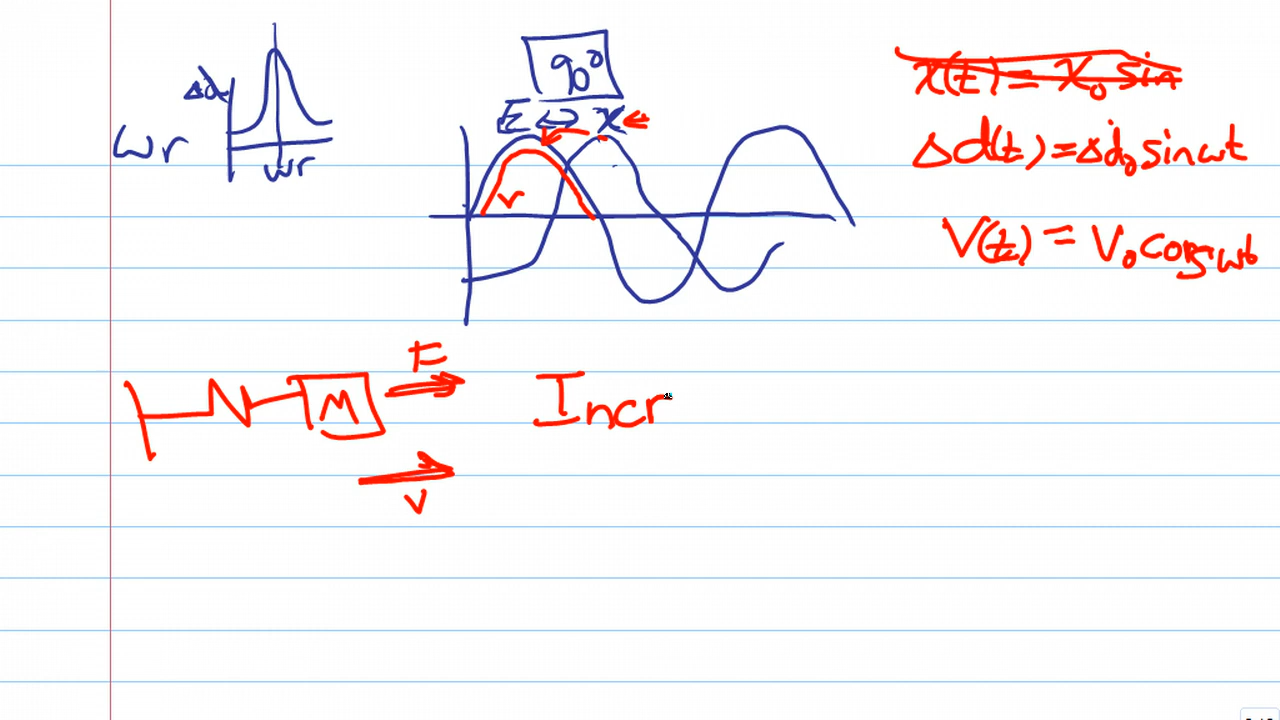 Δd
ωr
ωr
90°
E ↔ x
v
x(t) = x₀ sin
Δd(t) = Δd₀ sin ωt
V(t) = V₀ cos ωt
M
F
v
Incr